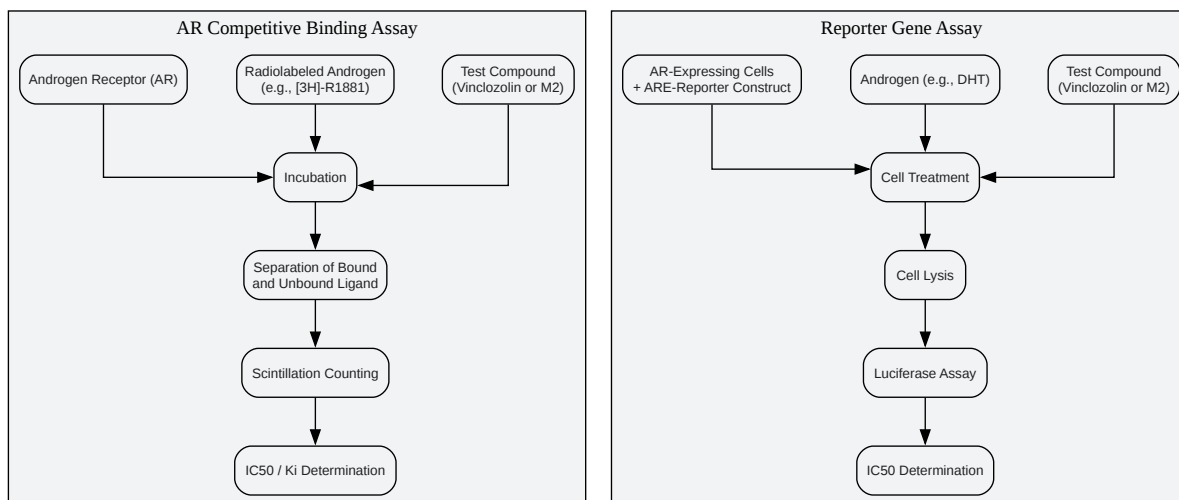 AR Competitive Binding Assay
Androgen Receptor (AR)
Radiolabeled Androgen
(e.g., [3H]-R1881)
Test Compound
(Vinclozolin or M2)
Incubation
Separation of Bound
and Unbound Ligand
Scintillation Counting
IC50 / Ki Determination
Reporter Gene Assay
AR-Expressing Cells
+ ARE-Reporter Construct
Androgen (e.g., DHT)
Test Compound
(Vinclozolin or M2)
Cell Treatment
Cell Lysis
Luciferase Assay
IC50 Determination